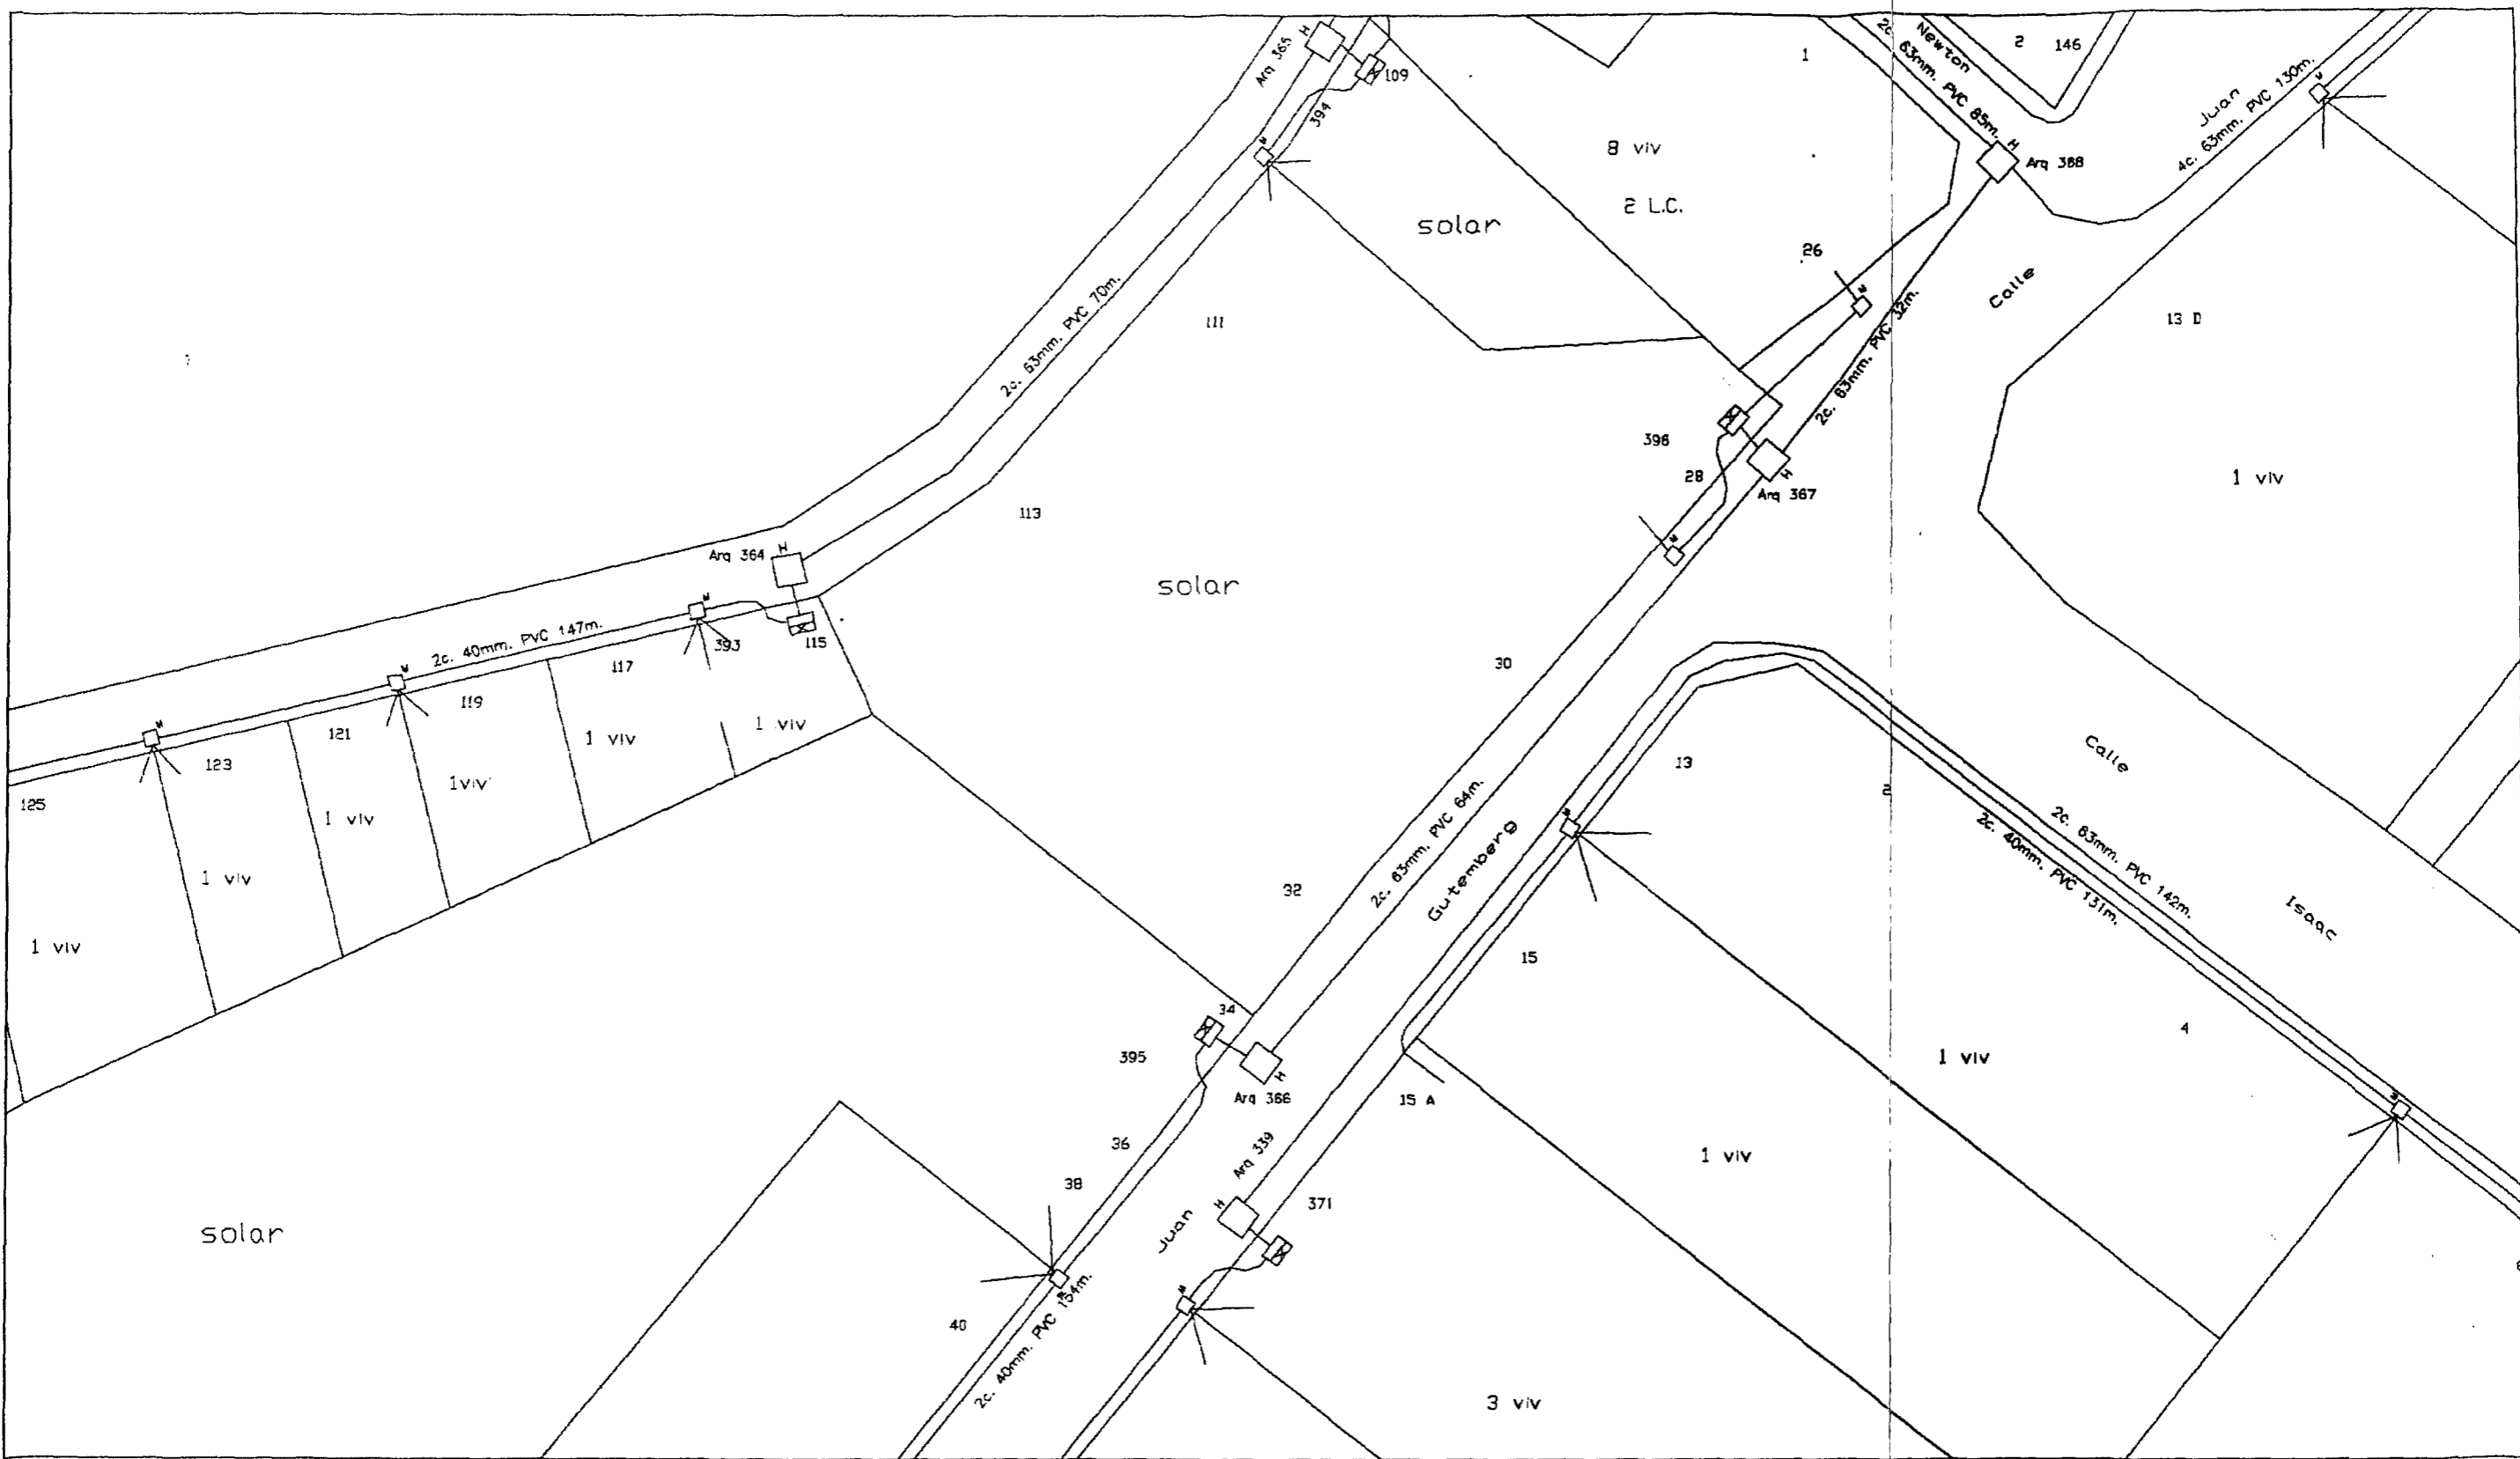 Arq 365
H
109
394
M
1
8 viv
2 L.C.
solar
26
2c. 63mm. PVC 85m.
Newton
2
146
H
Arq 368
Juan
4c. 63mm. PVC 130m.
M
Calle
13 D
1 viv
M
2c. 63mm. PVC 32m.
396
28
H
Arq 367
M
2c. 63mm. PVC 70m.
111
113
Arq 364
H
solar
M
2c. 40mm. PVC 147m.
393
115
117
M
119
121
M
123
125
1 viv
1 viv
1viv
1 viv
1 viv
1 viv
30
32
2c. 63mm. PVC 64m.
Gutemberg
13
M
2
15
Calle
Isaac
2c. 63mm. PVC 142m.
2c. 40mm. PVC 131m.
4
1 viv
34
395
H
Arq 366
15 A
M
36
38
Arq 339
H
371
1 viv
Juan
solar
M
40
2c. 40mm. PVC 154m.
M
3 viv